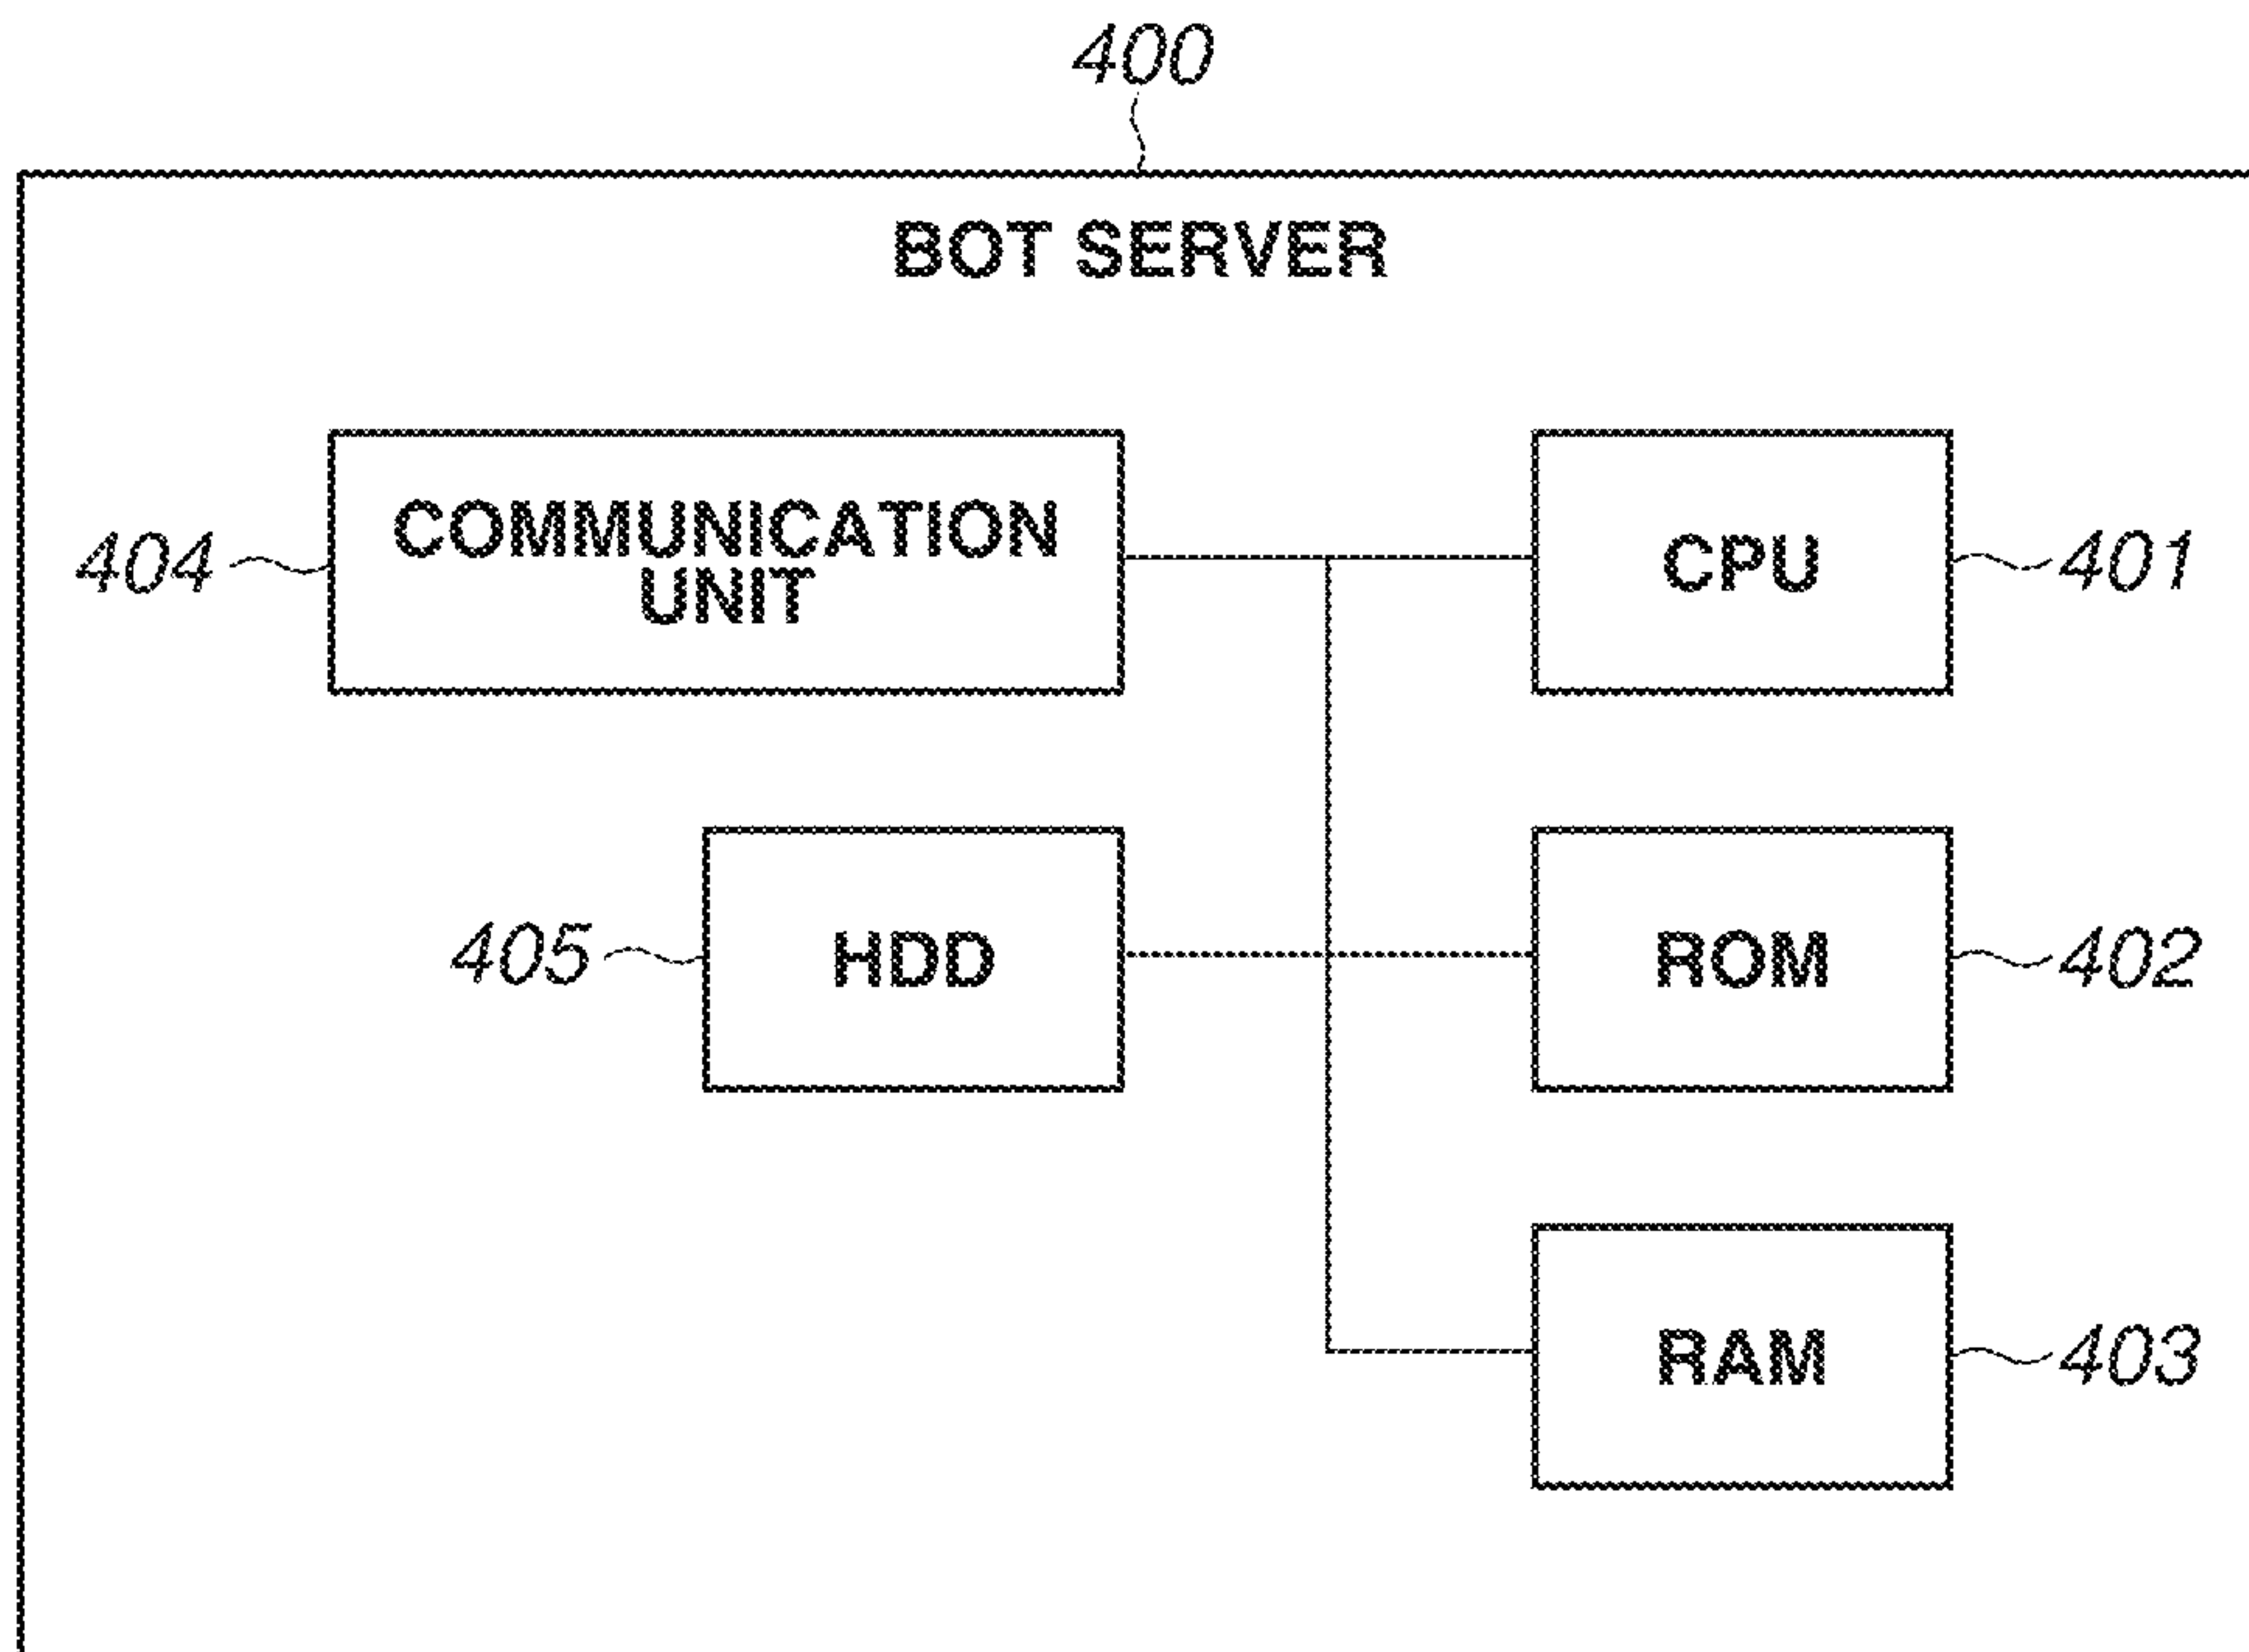 400
BOT SERVER
404
COMMUNICATION
UNIT
CPU
401
405
HDD
ROM
402
RAM
403